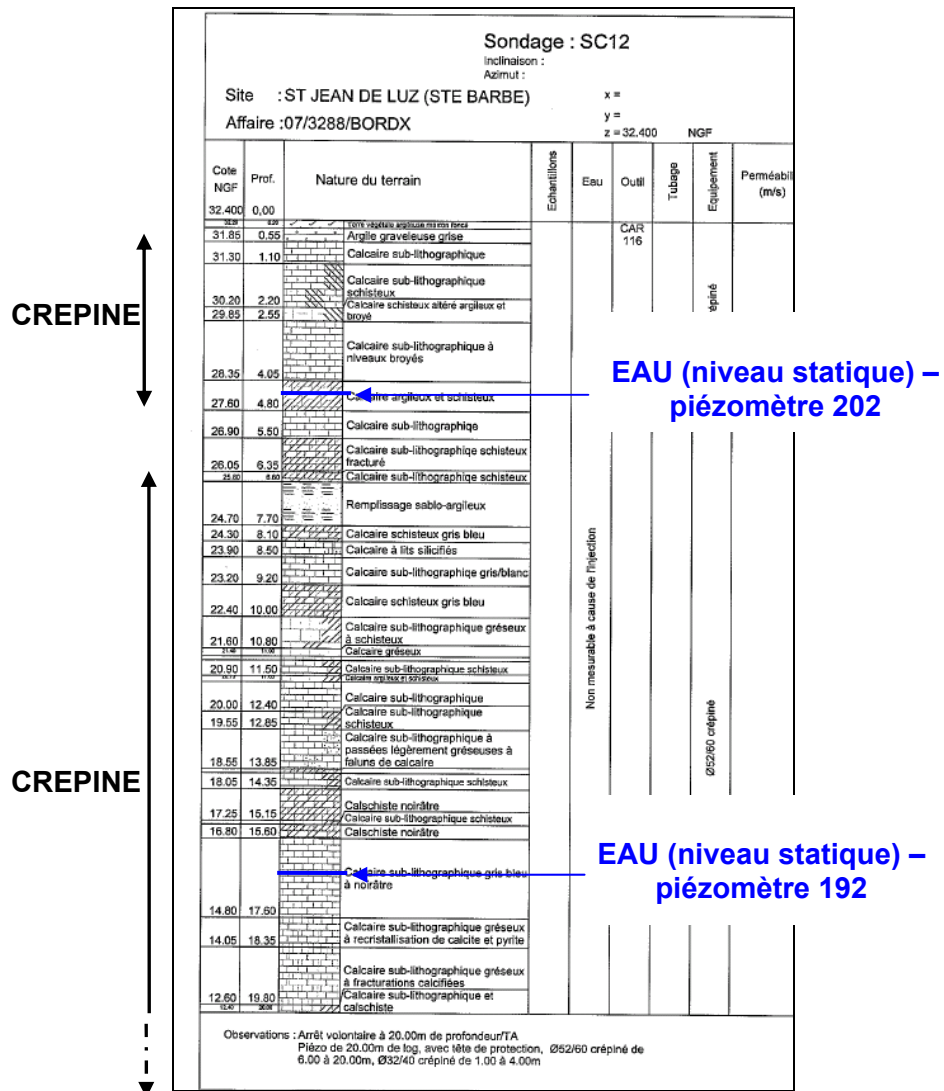 Sondage : SC12
Inclinaison :
Azimut :
Site : ST JEAN DE LUZ (STE BARBE)
x =
Affaire : 07/3288/BORDX
y =
z = 32.400 NGF
Cote NGF
Prof.
Nature du terrain
Echantillons
Eau
Outil
Tubage
Equipement
Perméabil
(m/s)
32.400 0,00
CAR
116
31.85 0.55 Argile graveleuse grise
31.30 1.10 Calcaire sub-lithographique
Calcaire sub-lithographique
schisteux
30.20 2.20 Calcaire schisteux altéré argileux et
29.85 2.55 broyé
Calcaire sub-lithographique à
niveaux broyés
28.35 4.05
27.60 4.80 Calcaire argileux et schisteux
26.90 5.50 Calcaire sub-lithographiqe
Calcaire sub-lithographiqe schisteux
fracturé
26.05 6.35
25.80 6.60 Calcaire sub-lithographiqe schisteux
Remplissage sablo-argileux
24.70 7.70
24.30 8.10 Calcaire schisteux gris bleu
23.90 8.50 Calcaire à lits silicifiés
23.20 9.20 Calcaire sub-lithographiqe gris/blanc
22.40 10.00 Calcaire schisteux gris bleu
Calcaire sub-lithographique gréseux
21.60 10.80 à schisteux
Calcaire gréseux
20.90 11.50 Calcaire sub-lithographique schisteux
Calcaire argileux et schisteux
20.00 12.40 Calcaire sub-lithographique
Calcaire sub-lithographique
19.55 12.85 schisteux
Calcaire sub-lithographique à
passées légèrement gréseuses à
18.55 13.85 faluns de calcaire
18.05 14.35 Calcaire sub-lithographique schisteux
Calschiste noirâtre
17.25 15.15 Calcaire sub-lithographique schisteux
16.80 15.60 Calschiste noirâtre
Calcaire sub-lithographique gris bleu
à noirâtre
14.80 17.60
Calcaire sub-lithographique gréseux
14.05 18.35 à recristallisation de calcite et pyrite
Calcaire sub-lithographique gréseux
à fracturations calcifiées
12.60 19.80 Calcaire sub-lithographique et
calschiste
Non mesurable à cause de l'injection
Ø52/60 crépiné
CREPINE
CREPINE
EAU (niveau statique) –
piézomètre 202
EAU (niveau statique) –
piézomètre 192
Observations : Arrêt volontaire à 20.00m de profondeur/TA
Piézo de 20.00m de log, avec tête de protection, Ø52/60 crépiné de
6.00 à 20.00m, Ø32/40 crépiné de 1.00 à 4.00m